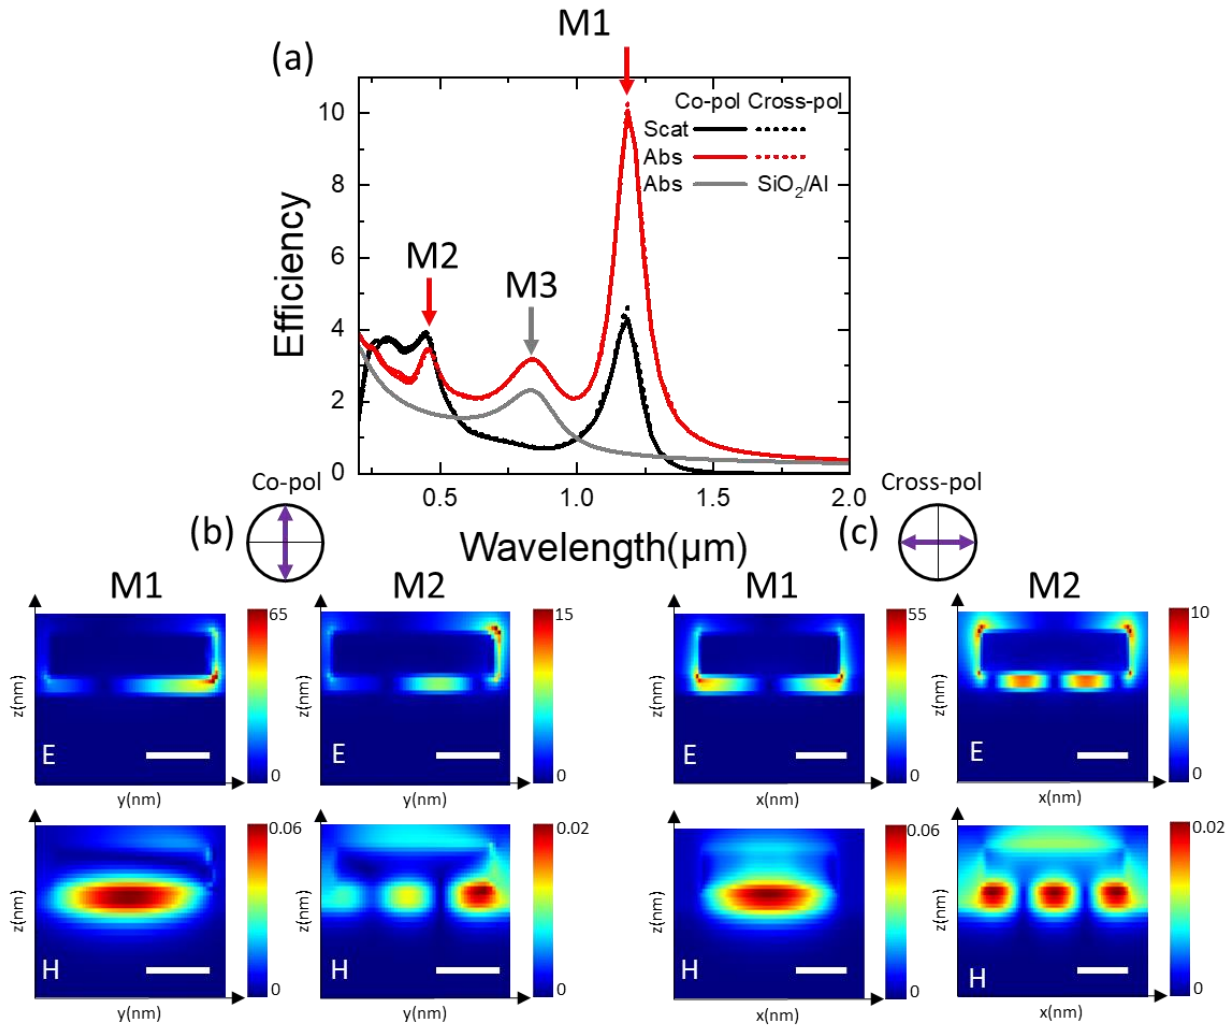 M1
(a)
Co-pol Cross-pol
Scat
Abs
Abs SiO₂/Al
M2
M3
Efficiency
10
8
6
4
2
0
0.5 1.0 1.5 2.0
Wavelength(µm)
Co-pol
(b)
Cross-pol
(c)
M1 M2 M1 M2
65
z(nm)
E
0
y(nm)
15
z(nm)
E
0
y(nm)
55
z(nm)
E
0
x(nm)
10
z(nm)
E
0
x(nm)
0.06
z(nm)
H
0
y(nm)
0.02
z(nm)
H
0
y(nm)
0.06
z(nm)
H
0
x(nm)
0.02
z(nm)
H
0
x(nm)